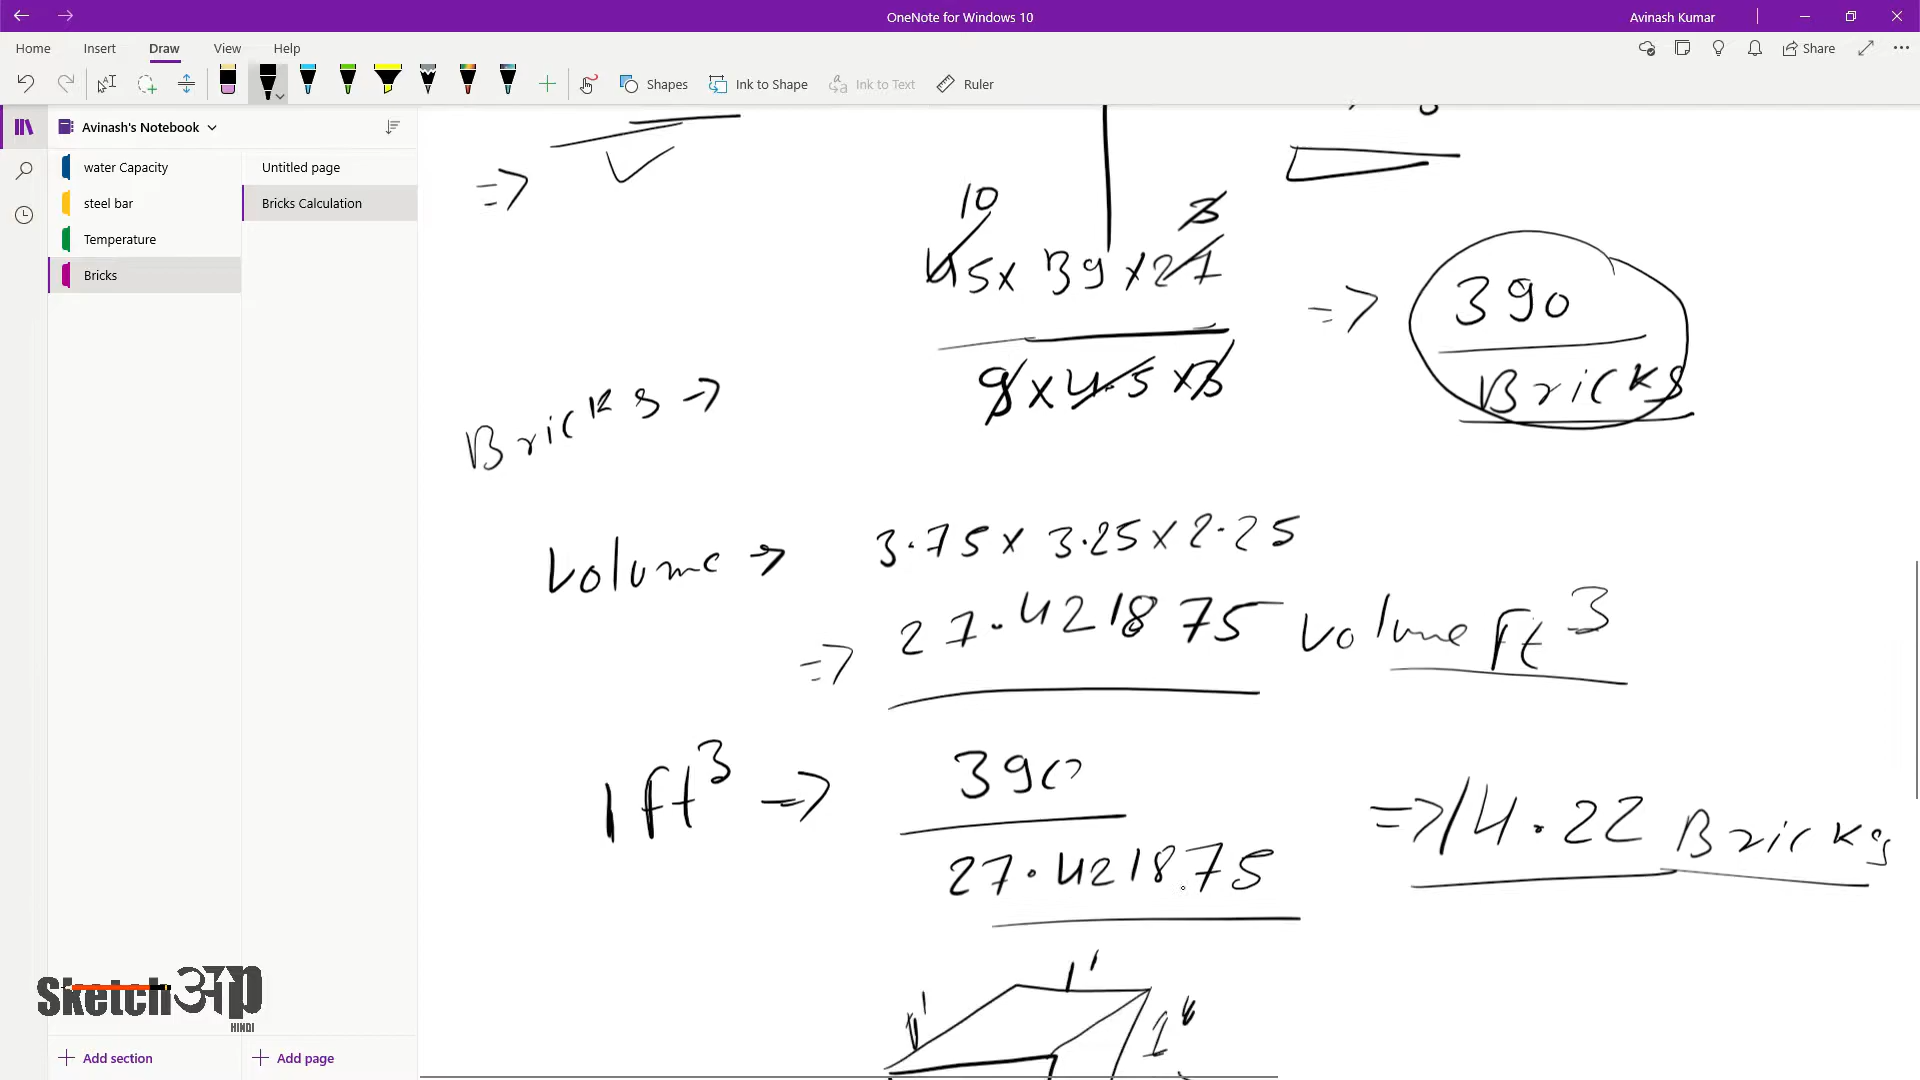 OneNote for Windows 10
Avinash Kumar
Home Insert Draw View Help
Share
Shapes
Ink to Shape
Ink to Text
Ruler
Avinash's Notebook
water Capacity
steel bar
Temperature
Bricks
Untitled page
Bricks Calculation
=>
10 3
45 x 39 x 27
9 x 4.5 x 3
=> 390
Bricks
Bricks →
Volume → 3.75 x 3.25 x 2.25
=> 27.421875 volume ft3
1 ft3 => 390
27.421875
=> 14.22 Bricks
1'
1'
Sketchअप
HINDI
Add section
Add page